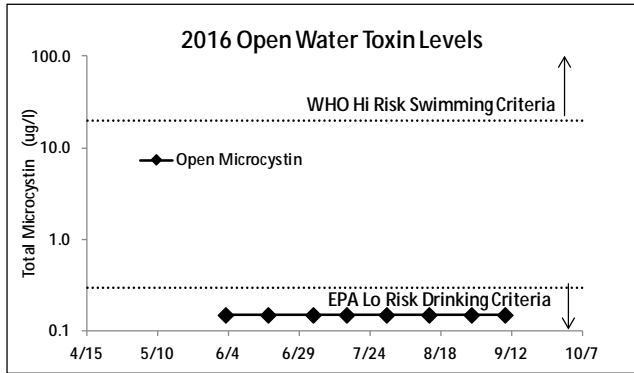 2016 Open Water Toxin Levels
100.0
WHO Hi Risk Swimming Criteria
10.0
Open Microcystin
Total Microcystin (ug/l)
1.0
EPA Lo Risk Drinking Criteria
0.1
4/15 5/10 6/4 6/29 7/24 8/18 9/12 10/7